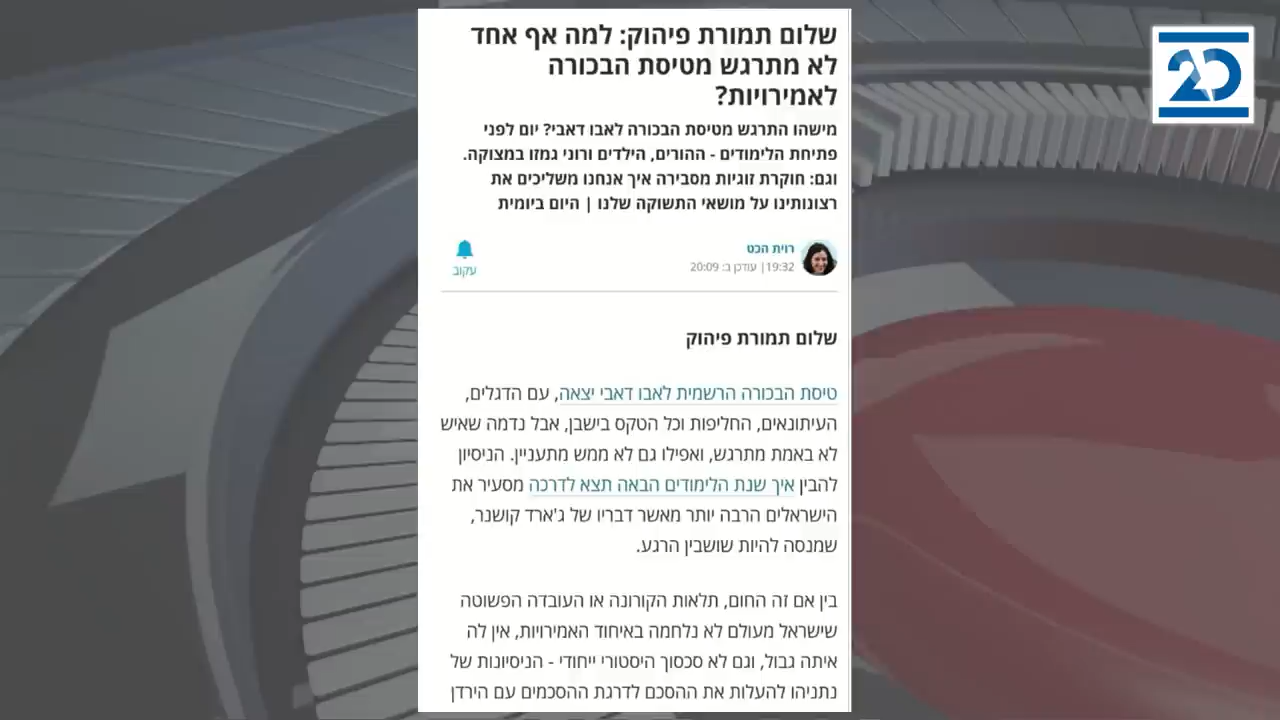 שלום תמורת פיהוק: למה אף אחד
לא מתרגש מטיסת הבכורה
לאמירויות?
מישהו התרגש מטיסת הבכורה לאבו דאבי? יום לפני
פתיחת הלימודים - ההורים, הילדים ורוני גמזו במצוקה.
וגם: חוקרת זוגיות מסבירה איך אנחנו משליכים את
רצונותינו על מושאי התשוקה שלנו | היום ביומית
רוית הכט
19:32| עודכן ב: 20:09
עקוב
שלום תמורת פיהוק
טיסת הבכורה הרשמית לאבו דאבי יצאה, עם הדגלים,
העיתונאים, החליפות וכל הטקס בישבן, אבל נדמה שאיש
לא באמת מתרגש, ואפילו גם לא ממש מתעניין. הניסיון
להבין איך שנת הלימודים הבאה תצא לדרכה מסעיר את
הישראלים הרבה יותר מאשר דבריו של ג'ארד קושנר,
שמנסה להיות שושבין הרגע.
בין אם זה החום, תלאות הקורונה או העובדה הפשוטה
שישראל מעולם לא נלחמה באיחוד האמירויות, אין לה
איתה גבול, וגם לא סכסוך היסטורי ייחודי - הניסיונות של
נתניהו להעלות את ההסכם לדרגת ההסכמים עם הירדן
20